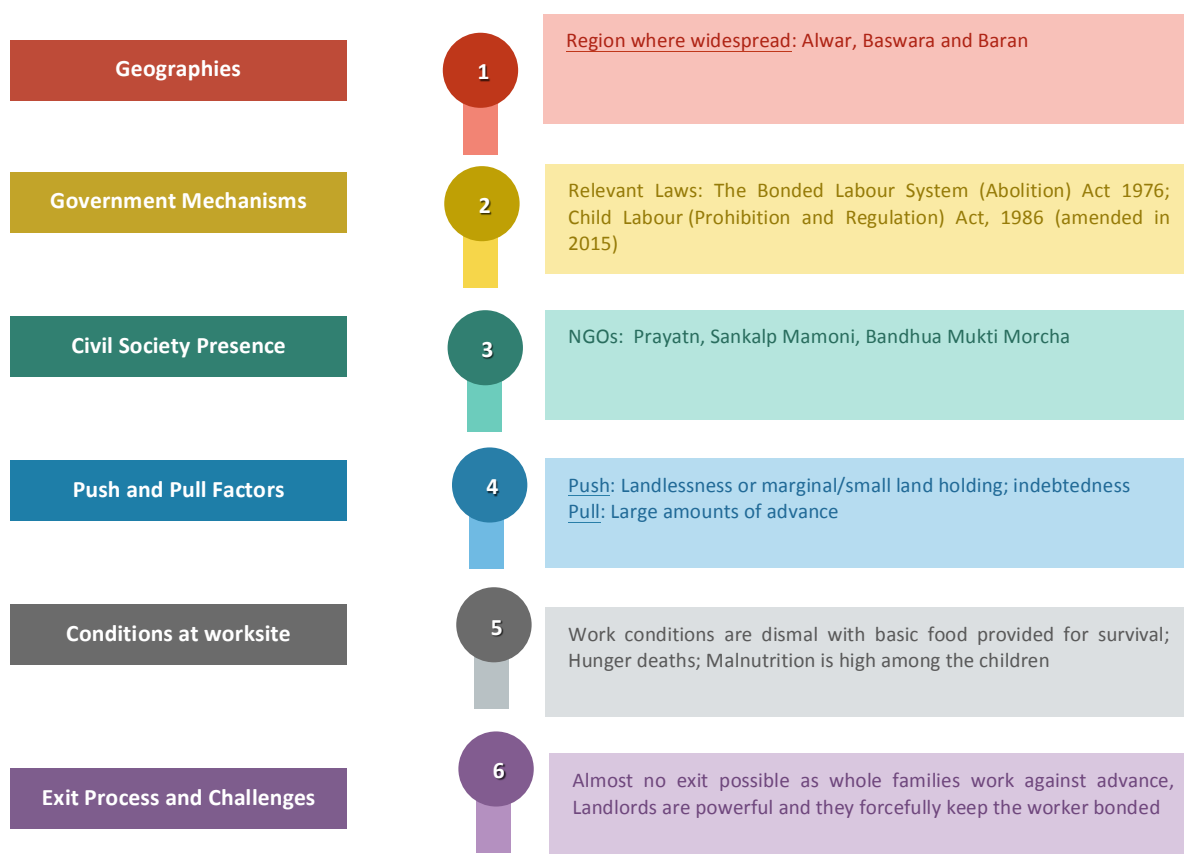 Geographies
1
Region where widespread: Alwar, Baswara and Baran
Government Mechanisms
2
Relevant Laws: The Bonded Labour System (Abolition) Act 1976;
Child Labour (Prohibition and Regulation) Act, 1986 (amended in
2015)
Civil Society Presence
3
NGOs: Prayatn, Sankalp Mamoni, Bandhua Mukti Morcha
Push and Pull Factors
4
Push: Landlessness or marginal/small land holding; indebtedness
Pull: Large amounts of advance
Conditions at worksite
5
Work conditions are dismal with basic food provided for survival;
Hunger deaths; Malnutrition is high among the children
Exit Process and Challenges
6
Almost no exit possible as whole families work against advance,
Landlords are powerful and they forcefully keep the worker bonded